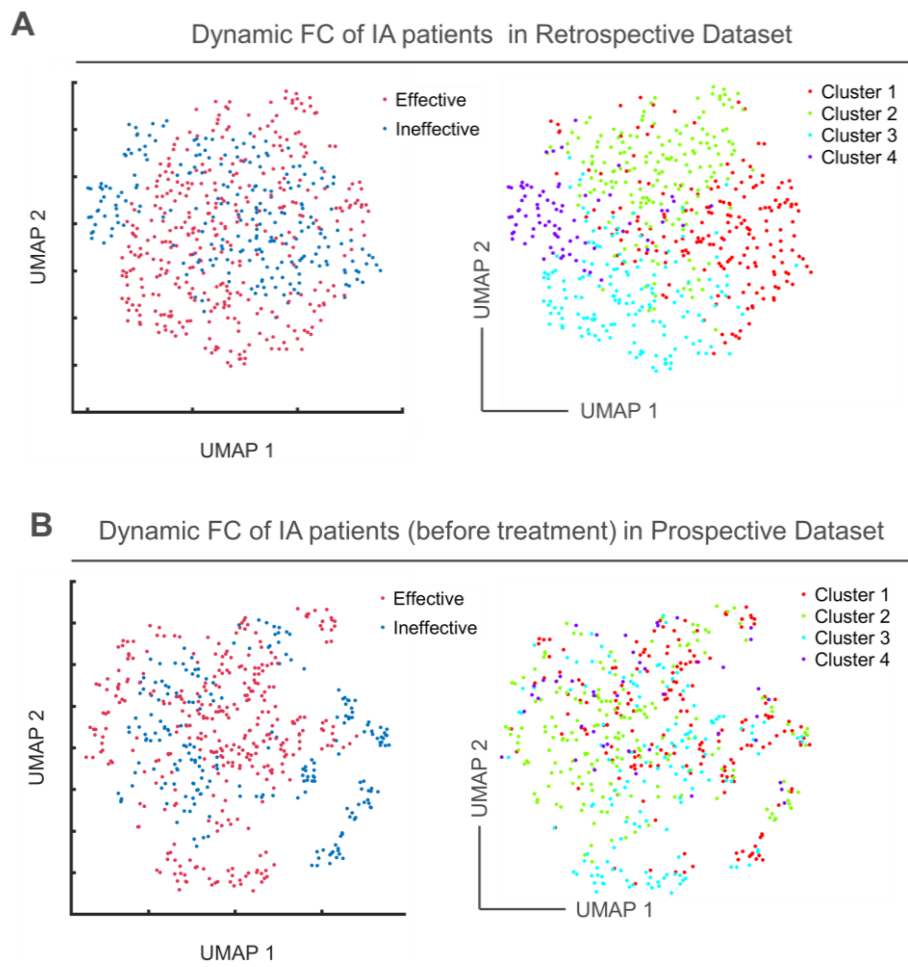 A
Dynamic FC of IA patients in Retrospective Dataset
Effective
Ineffective
UMAP 2
UMAP 1
Cluster 1
Cluster 2
Cluster 3
Cluster 4
UMAP 2
UMAP 1
B
Dynamic FC of IA patients (before treatment) in Prospective Dataset
Effective
Ineffective
UMAP 2
UMAP 1
Cluster 1
Cluster 2
Cluster 3
Cluster 4
UMAP 2
UMAP 1